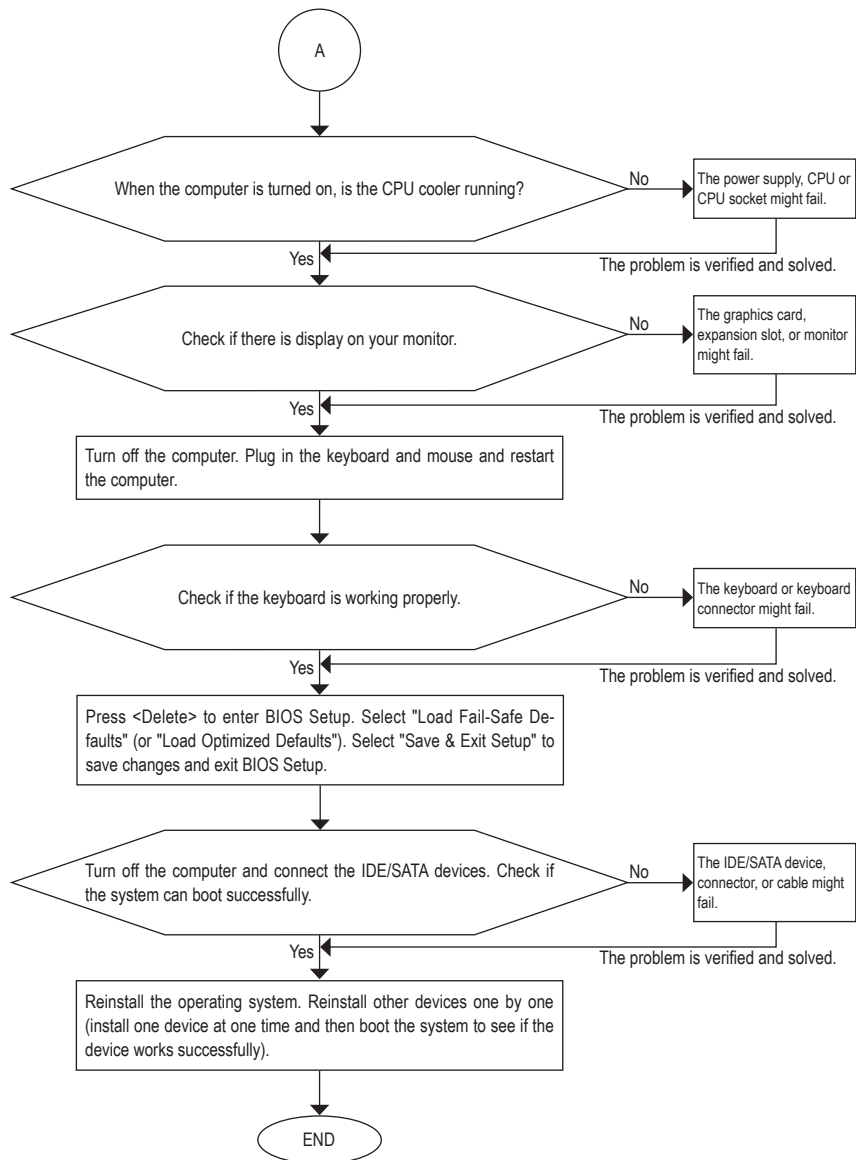 A
When the computer is turned on, is the CPU cooler running?
No
The power supply, CPU or
CPU socket might fail.
Yes
The problem is verified and solved.
Check if there is display on your monitor.
No
The graphics card,
expansion slot, or monitor
might fail.
Yes
The problem is verified and solved.
Turn off the computer. Plug in the keyboard and mouse and restart
the computer.
Check if the keyboard is working properly.
No
The keyboard or keyboard
connector might fail.
Yes
The problem is verified and solved.
Press <Delete> to enter BIOS Setup. Select "Load Fail-Safe De-
faults" (or "Load Optimized Defaults"). Select "Save & Exit Setup" to
save changes and exit BIOS Setup.
Turn off the computer and connect the IDE/SATA devices. Check if
the system can boot successfully.
No
The IDE/SATA device,
connector, or cable might
fail.
Yes
The problem is verified and solved.
Reinstall the operating system. Reinstall other devices one by one
(install one device at one time and then boot the system to see if the
device works successfully).
END